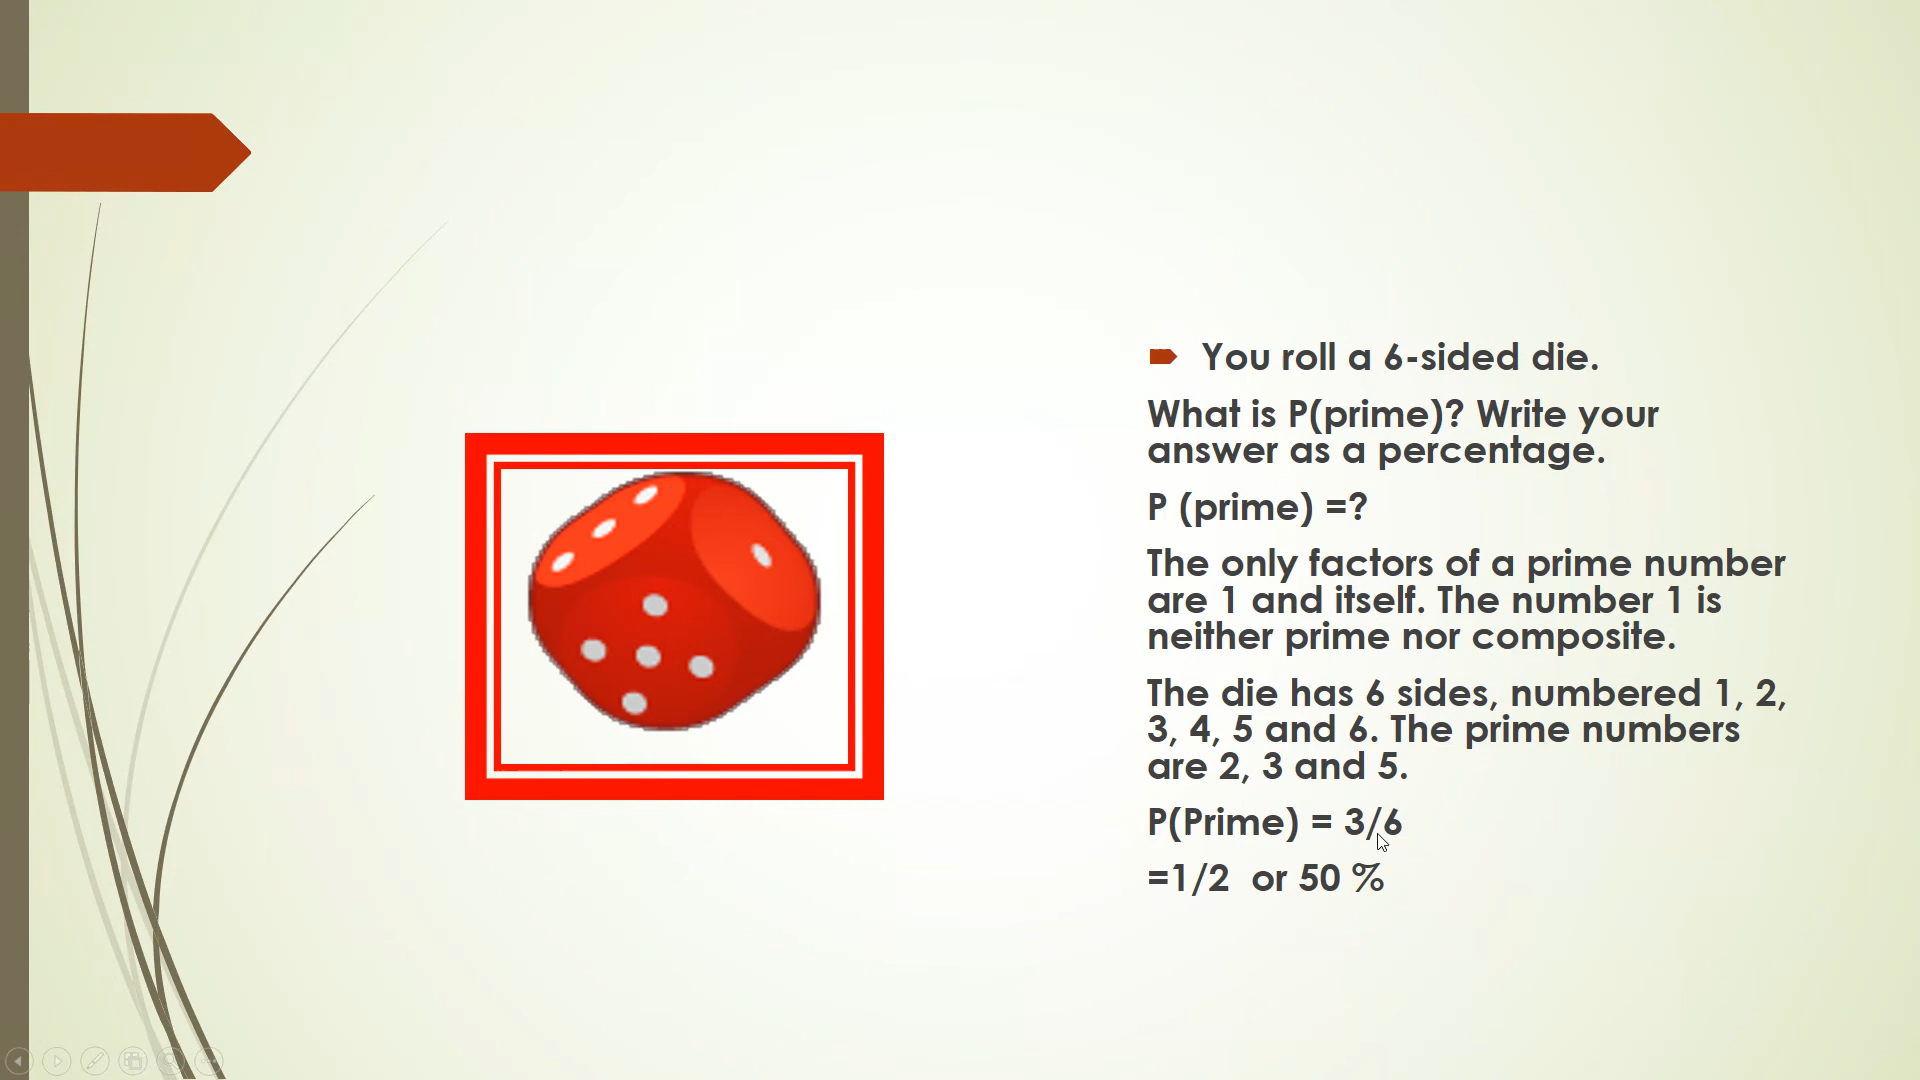 You roll a 6-sided die.
What is P(prime)? Write your
answer as a percentage.
P (prime) =?
The only factors of a prime number
are 1 and itself. The number 1 is
neither prime nor composite.
The die has 6 sides, numbered 1, 2,
3, 4, 5 and 6. The prime numbers
are 2, 3 and 5.
P(Prime) = 3/6
=1/2  or 50 %